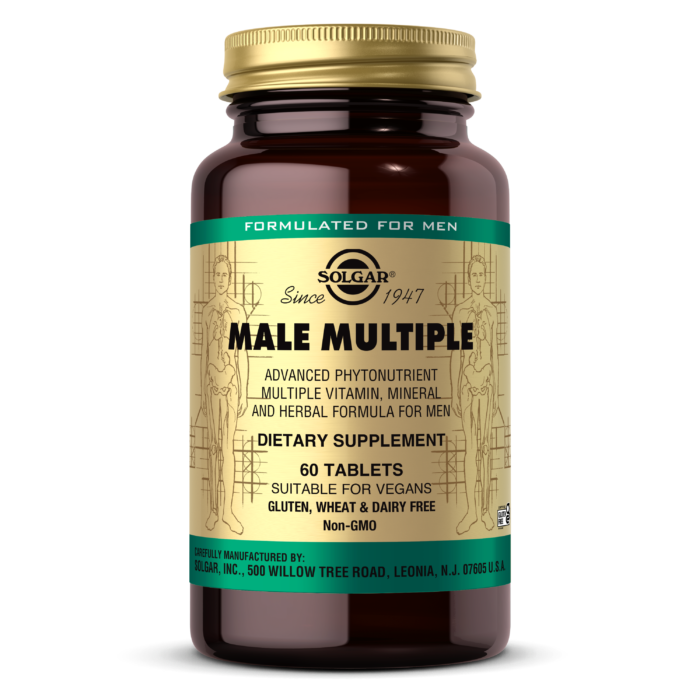 FORMULATED FOR MEN
SOLGAR®
Since 1947
MALE MULTIPLE
ADVANCED PHYTONUTRIENT
MULTIPLE VITAMIN, MINERAL
AND HERBAL FORMULA FOR MEN
DIETARY SUPPLEMENT
60 TABLETS
SUITABLE FOR VEGANS
GLUTEN, WHEAT & DAIRY FREE
Non-GMO
GLUTEN
FREE
CAREFULLY MANUFACTURED BY:
SOLGAR, INC., 500 WILLOW TREE ROAD, LEONIA, N.J. 07605 U.S.A.